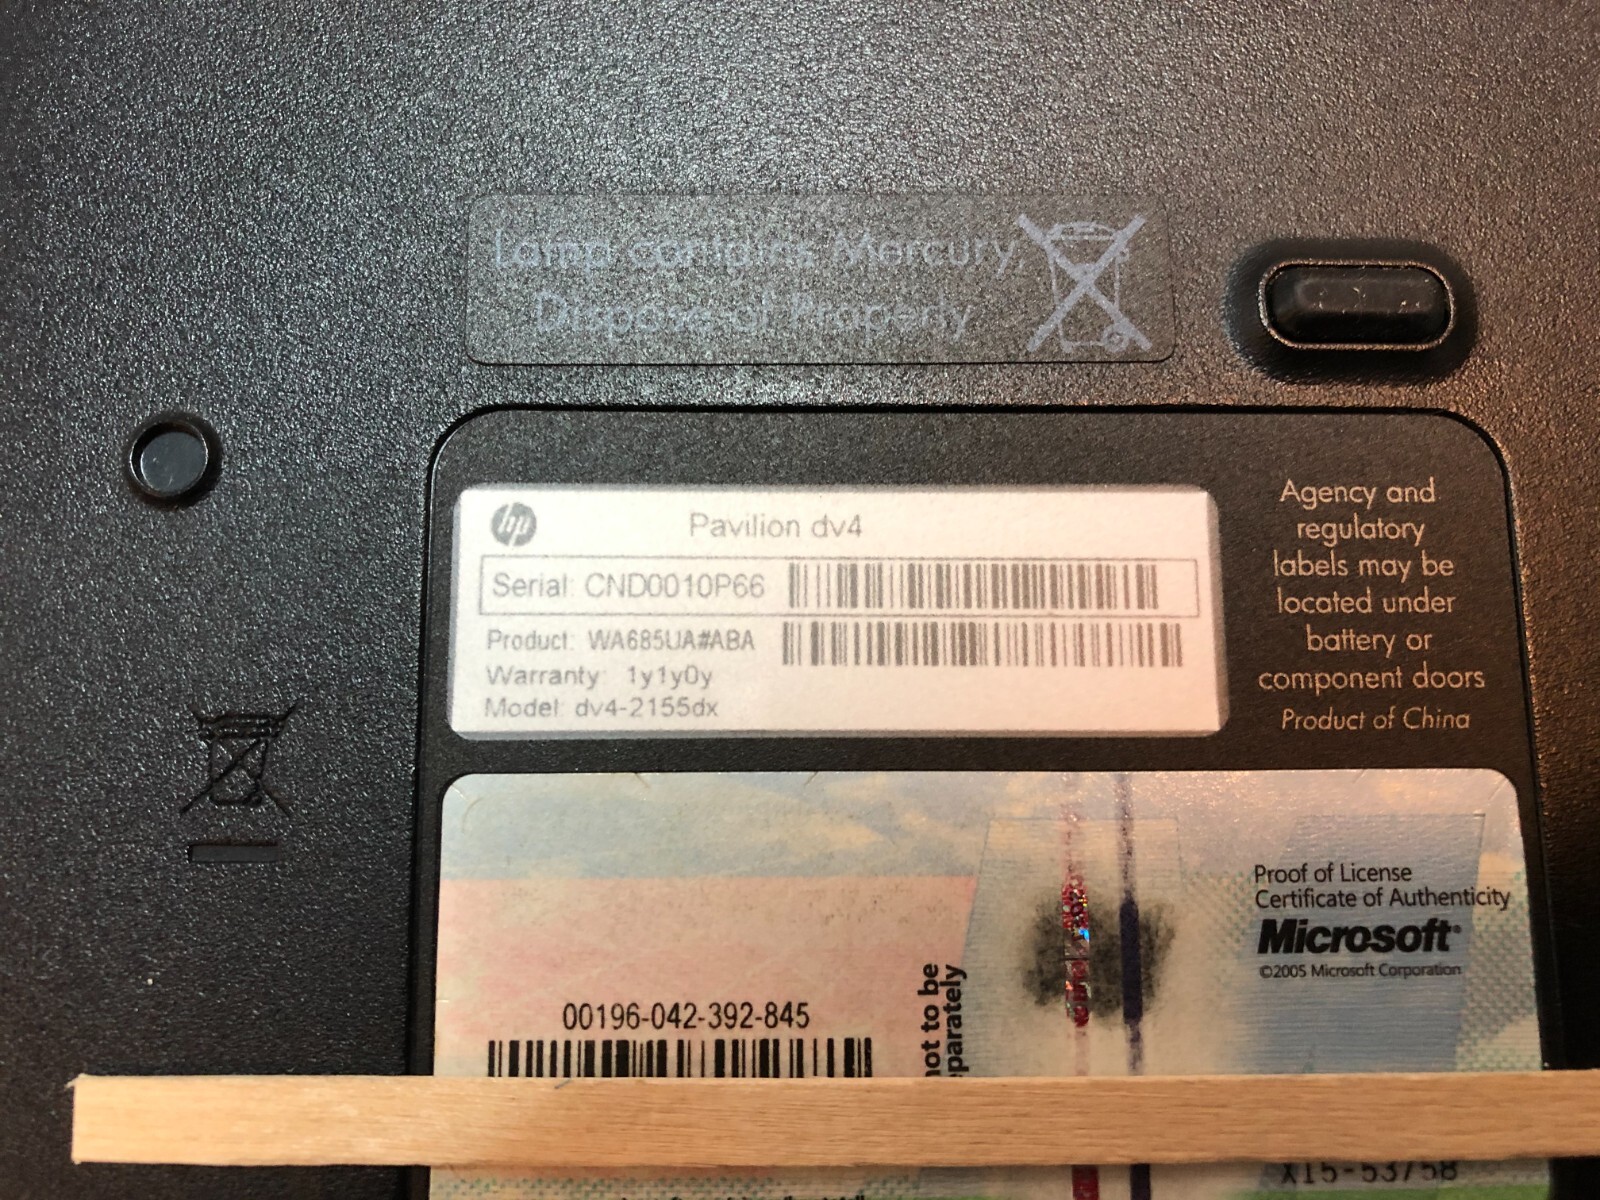 Lamp contains Mercury
Dispose of Properly
hp
Pavilion dv4
Serial: CND0010P66
Product: WA685UA#ABA
Warranty: 1y1y0y
Model: dv4-2155dx
Agency and
regulatory
labels may be
located under
battery or
component doors
Product of China
Proof of License
Certificate of Authenticity
Microsoft®
©2005 Microsoft Corporation
00196-042-392-845
not to be
eparately
X15-53758